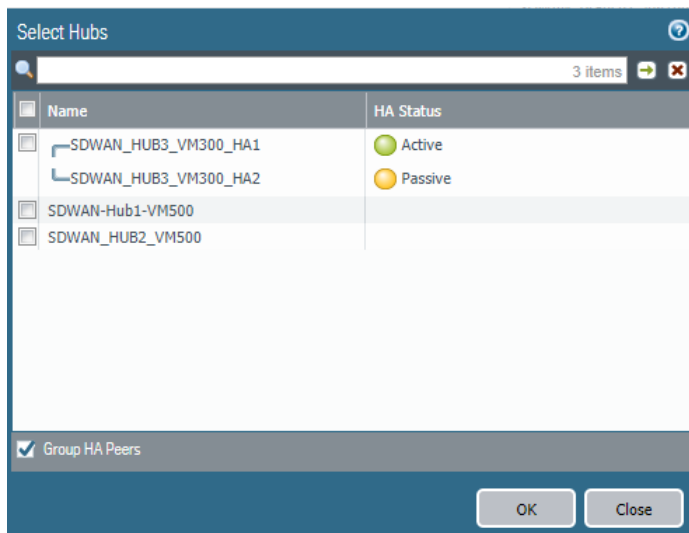 Select Hubs
3 items
Name HA Status
SDWAN_HUB3_VM300_HA1 Active
SDWAN_HUB3_VM300_HA2 Passive
SDWAN-Hub1-VM500
SDWAN_HUB2_VM500
Group HA Peers
OK Close